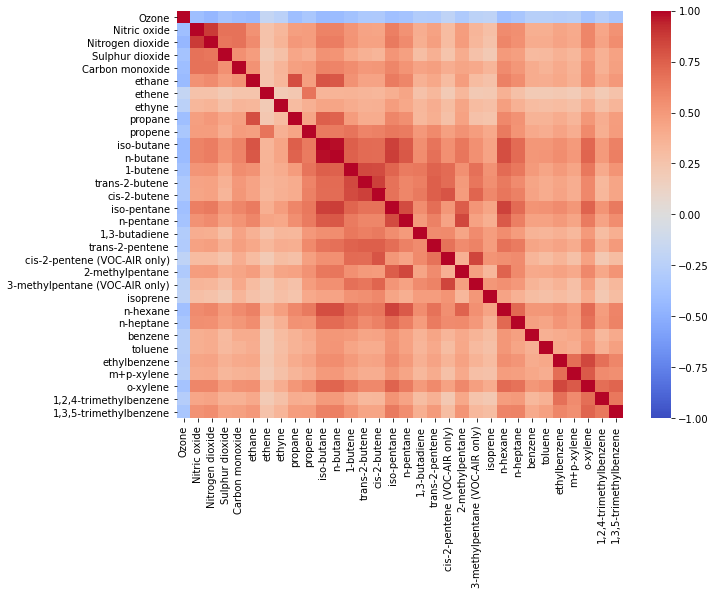 Ozone
Nitric oxide
Nitrogen dioxide
Sulphur dioxide
Carbon monoxide
ethane
ethene
ethyne
propane
propene
iso-butane
n-butane
1-butene
trans-2-butene
cis-2-butene
iso-pentane
n-pentane
1,3-butadiene
trans-2-pentene
cis-2-pentene (VOC-AIR only)
2-methylpentane
3-methylpentane (VOC-AIR only)
isoprene
n-hexane
n-heptane
benzene
toluene
ethylbenzene
m+p-xylene
o-xylene
1,2,4-trimethylbenzene
1,3,5-trimethylbenzene
Ozone
Nitric oxide
Nitrogen dioxide
Sulphur dioxide
Carbon monoxide
ethane
ethene
ethyne
propane
propene
iso-butane
n-butane
1-butene
trans-2-butene
cis-2-butene
iso-pentane
n-pentane
1,3-butadiene
trans-2-pentene
cis-2-pentene (VOC-AIR only)
2-methylpentane
3-methylpentane (VOC-AIR only)
isoprene
n-hexane
n-heptane
benzene
toluene
ethylbenzene
m+p-xylene
o-xylene
1,2,4-trimethylbenzene
1,3,5-trimethylbenzene
1.00
0.75
0.50
0.25
0.00
−0.25
−0.50
−0.75
−1.00